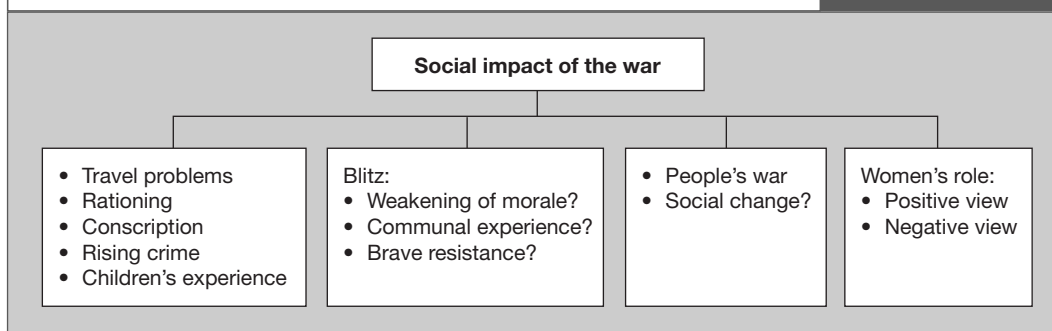 Social impact of the war
• Travel problems
• Rationing
• Conscription
• Rising crime
• Children’s experience
Blitz:
• Weakening of morale?
• Communal experience?
• Brave resistance?
• People’s war
• Social change?
Women’s role:
• Positive view
• Negative view